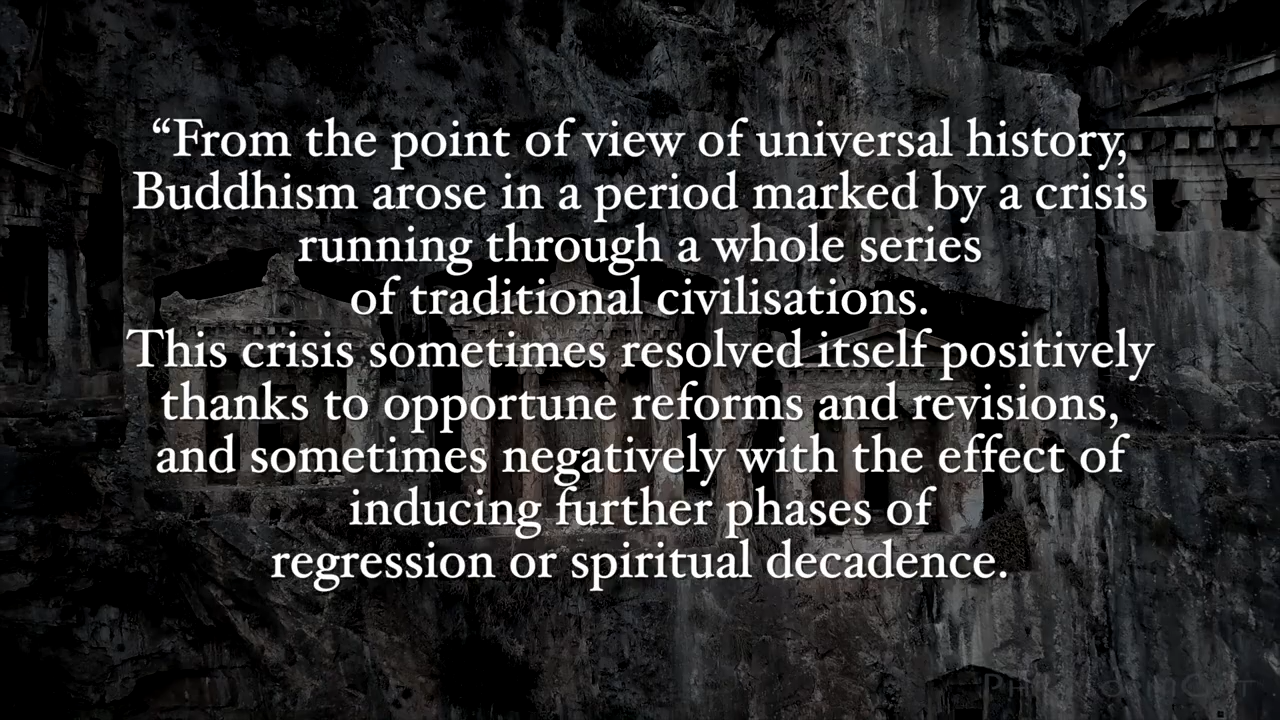 “From the point of view of universal history,
Buddhism arose in a period marked by a crisis
running through a whole series
of traditional civilisations.
This crisis sometimes resolved itself positively
thanks to opportune reforms and revisions,
and sometimes negatively with the effect of
inducing further phases of
regression or spiritual decadence.